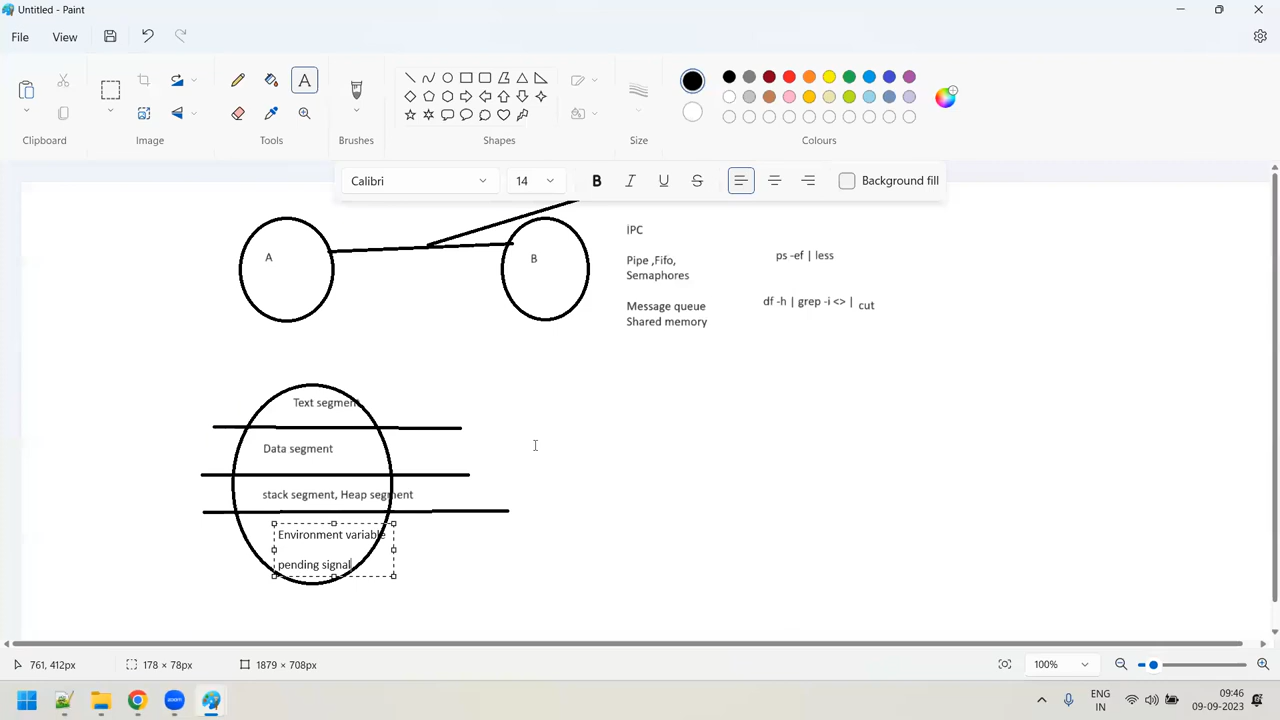 Untitled - Paint
File
View
Clipboard
Image
Tools
Brushes
Shapes
Size
Colours
Calibri
14
B
I
U
Background fill
A
B
IPC
Pipe ,Fifo,
Semaphores
Message queue
Shared memory
ps -ef | less
df -h | grep -i <> | cut
Text segment
Data segment
stack segment, Heap segment
Environment variable
pending signal
761, 412px
178 × 78px
1879 × 708px
100%
zoom
ENG
IN
09:46
09-09-2023